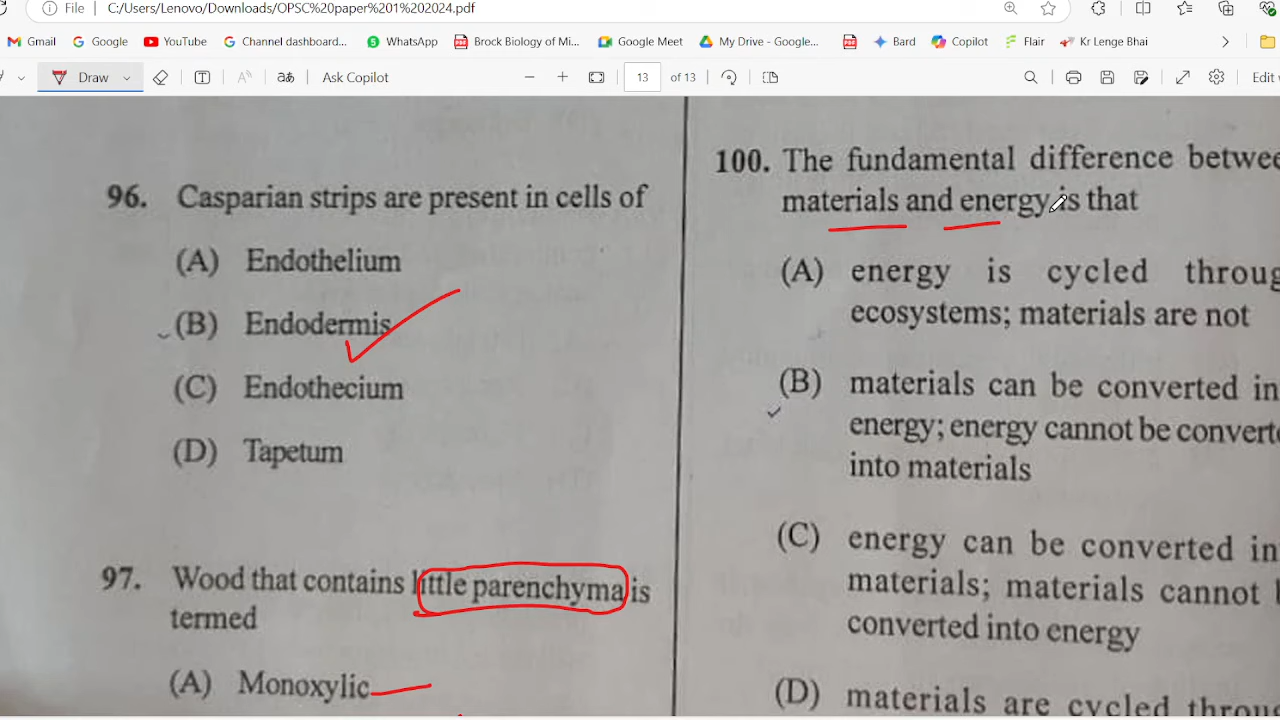 File
C:/Users/Lenovo/Downloads/OPSC%20paper%201%202024.pdf
Gmail
Google
YouTube
Channel dashboard...
WhatsApp
Brock Biology of Mi...
Google Meet
My Drive - Google...
Bard
Copilot
Flair
Kr Lenge Bhai
Draw
Ask Copilot
13
of 13
Edit
96. Casparian strips are present in cells of
(A) Endothelium
(B) Endodermis
(C) Endothecium
(D) Tapetum
97. Wood that contains little parenchyma is
termed
(A) Monoxylic
100. The fundamental difference betwee
materials and energy is that
(A) energy is cycled throug
ecosystems; materials are not
(B) materials can be converted in
energy; energy cannot be converte
into materials
(C) energy can be converted in
materials; materials cannot b
converted into energy
(D) materials are cycled throug